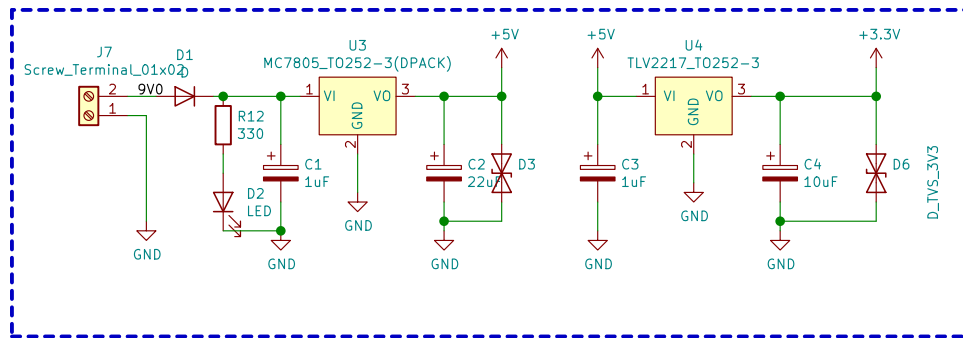 J7
Screw_Terminal_01x02
2
1
9V0
D1
D
R12
330
D2
LED
C1
1uF
GND
GND
U3
MC7805_TO252-3(DPACK)
1
VI
VO
3
GND
2
GND
+5V
C2
22uF
D3
GND
+5V
C3
1uF
GND
U4
TLV2217_TO252-3
1
VI
VO
3
GND
2
GND
+3.3V
C4
10uF
D6
D_TVS_3V3
GND